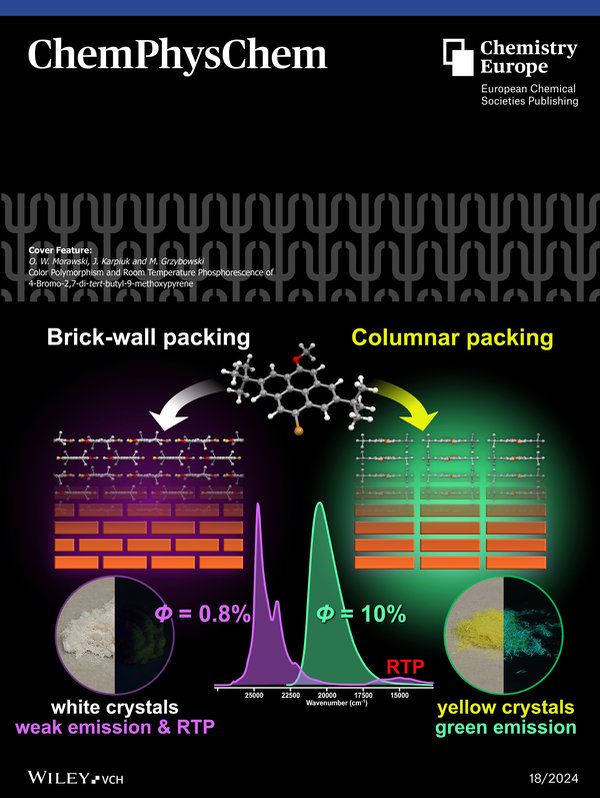 ChemPhysChem
Chemistry
Europe
European Chemical
Societies Publishing
Cover Feature:
O. W. Morawski, J. Karpiuk and M. Grzybowski
Color Polymorphism and Room Temperature Phosphorescence of
4-Bromo-2,7-di-tert-butyl-9-methoxypyrene
Brick-wall packing
Columnar packing
Φ = 0.8%
Φ = 10%
RTP
25000 22500 20000 17500 15000
Wavenumber (cm⁻¹)
white crystals
weak emission & RTP
yellow crystals
green emission
WILEY-VCH
18/2024